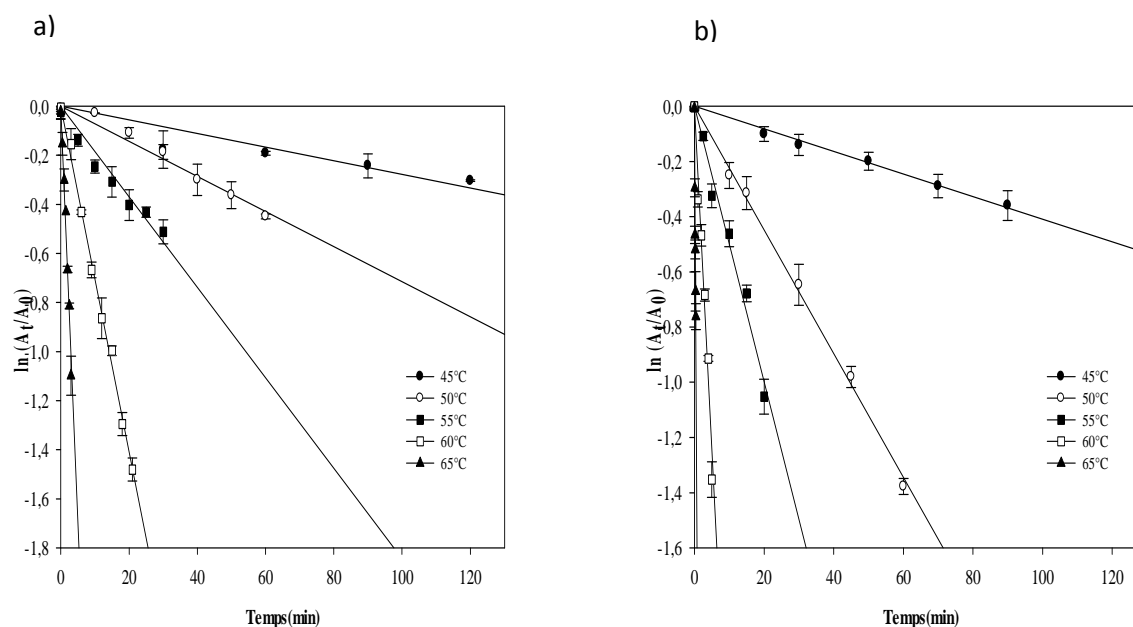 a)
0,0
-0,2
-0,4
-0,6
-0,8
-1,0
-1,2
-1,4
-1,6
-1,8
ln (At/A0)
45°C
50°C
55°C
60°C
65°C
0 20 40 60 80 100 120
Temps(min)
b)
0,0
-0,2
-0,4
-0,6
-0,8
-1,0
-1,2
-1,4
-1,6
ln (At/A0)
45°C
50°C
55°C
60°C
65°C
0 20 40 60 80 100 120
Temps(min)